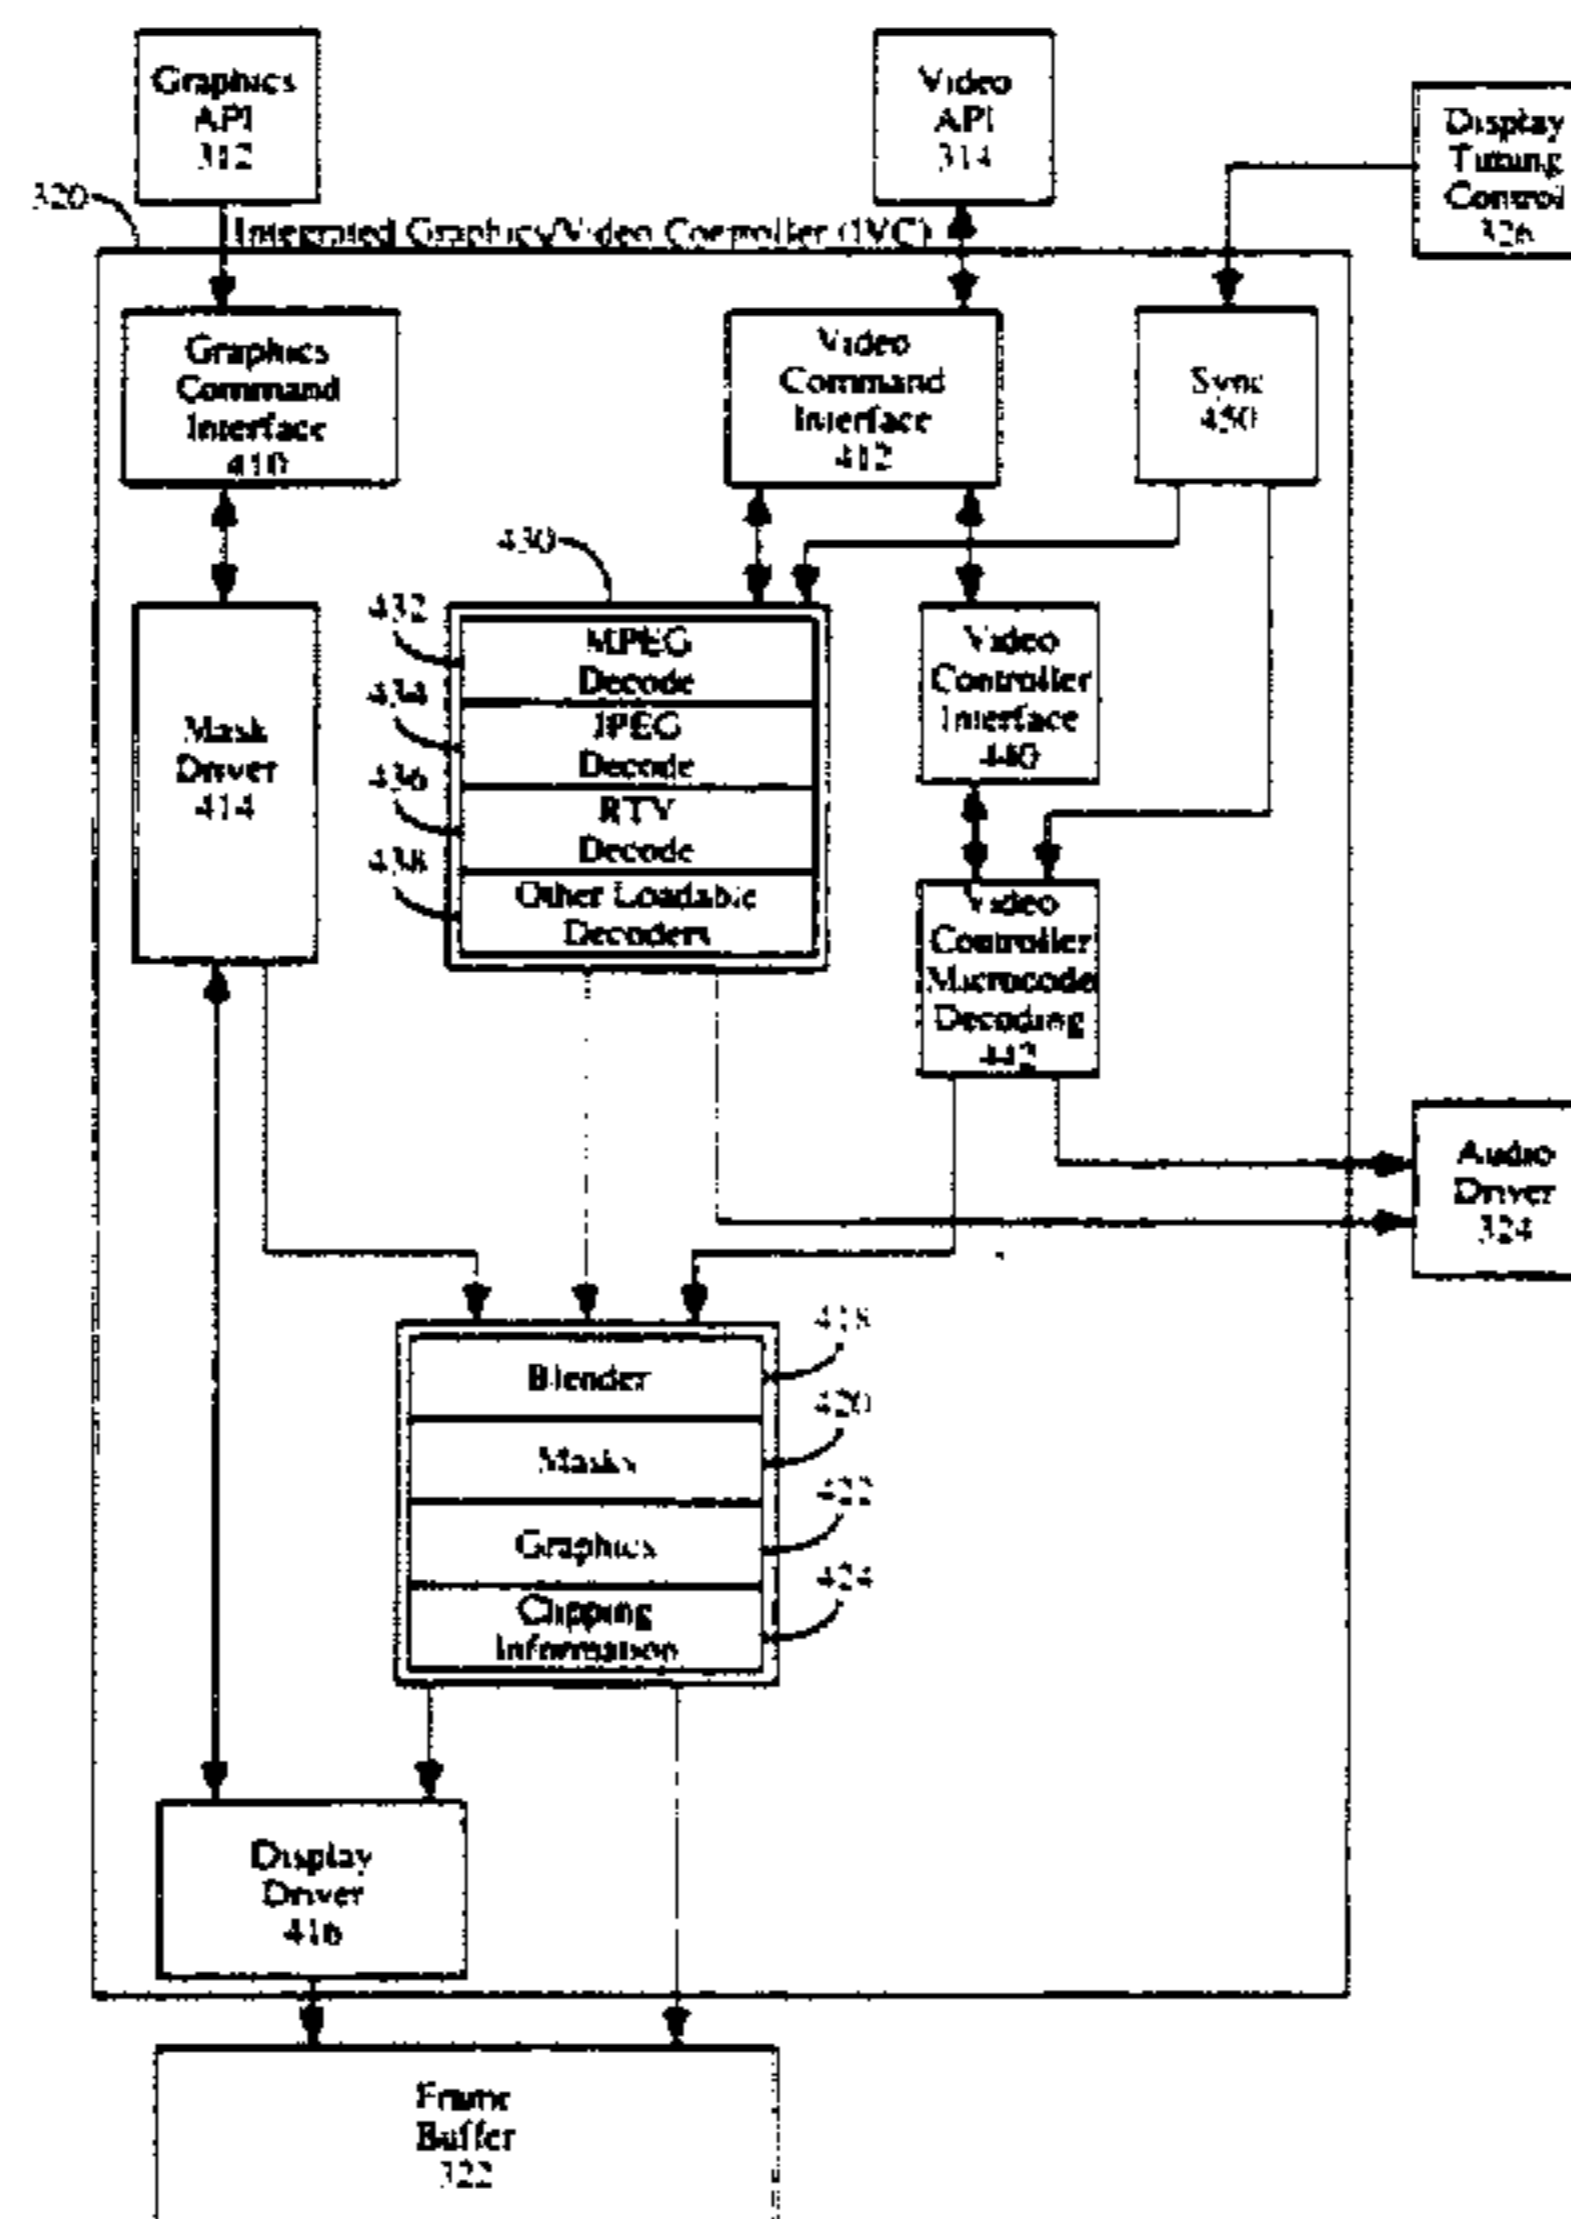 Graphics
API
312
Video
API
314
Display
Timing
Control
326
320
Integrated Graphics/Video Controller (IVC)
Graphics
Command
Interface
410
Video
Command
Interface
412
Sync
450
430
432
MPEG
Decode
434
JPEG
Decode
436
RTV
Decode
438
Other Loadable
Decoders
Mask
Driver
414
Video
Controller
Interface
440
Video
Controller
Microcode
Decoding
442
Audio
Driver
324
418
Blender
420
Masks
422
Graphics
424
Clipping
Information
Display
Driver
416
Frame
Buffer
322